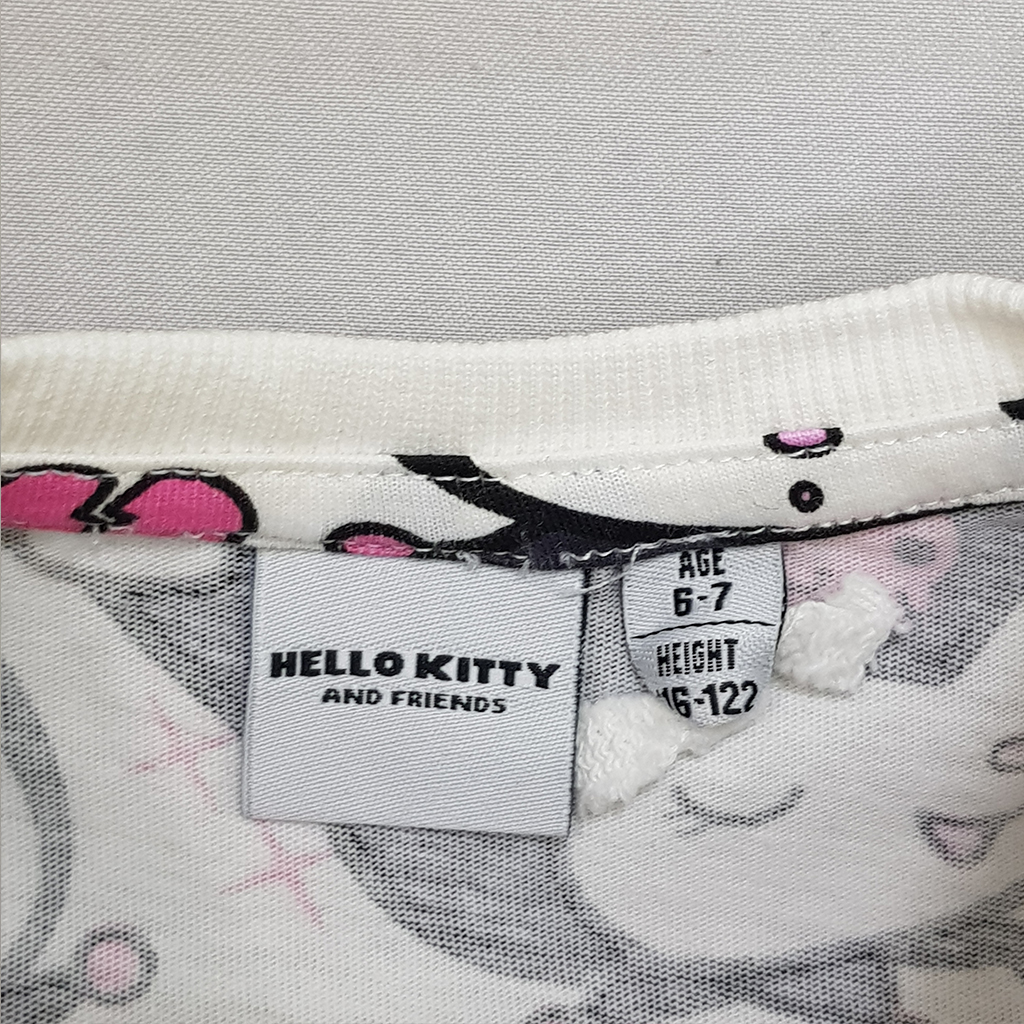 HELLO KITTY
AND FRIENDS
AGE
6-7
HEIGHT
116-122